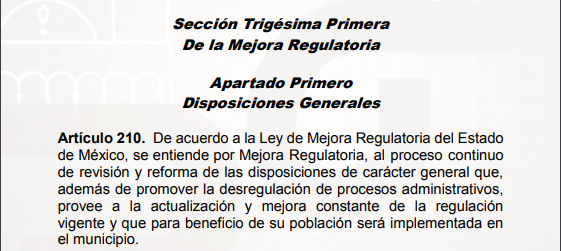 Sección Trigésima Primera
De la Mejora Regulatoria
Apartado Primero
Disposiciones Generales
Artículo 210. De acuerdo a la Ley de Mejora Regulatoria del Estado
de México, se entiende por Mejora Regulatoria, al proceso continuo
de revisión y reforma de las disposiciones de carácter general que,
además de promover la desregulación de procesos administrativos,
provee a la actualización y mejora constante de la regulación
vigente y que para beneficio de su población será implementada en
el municipio.